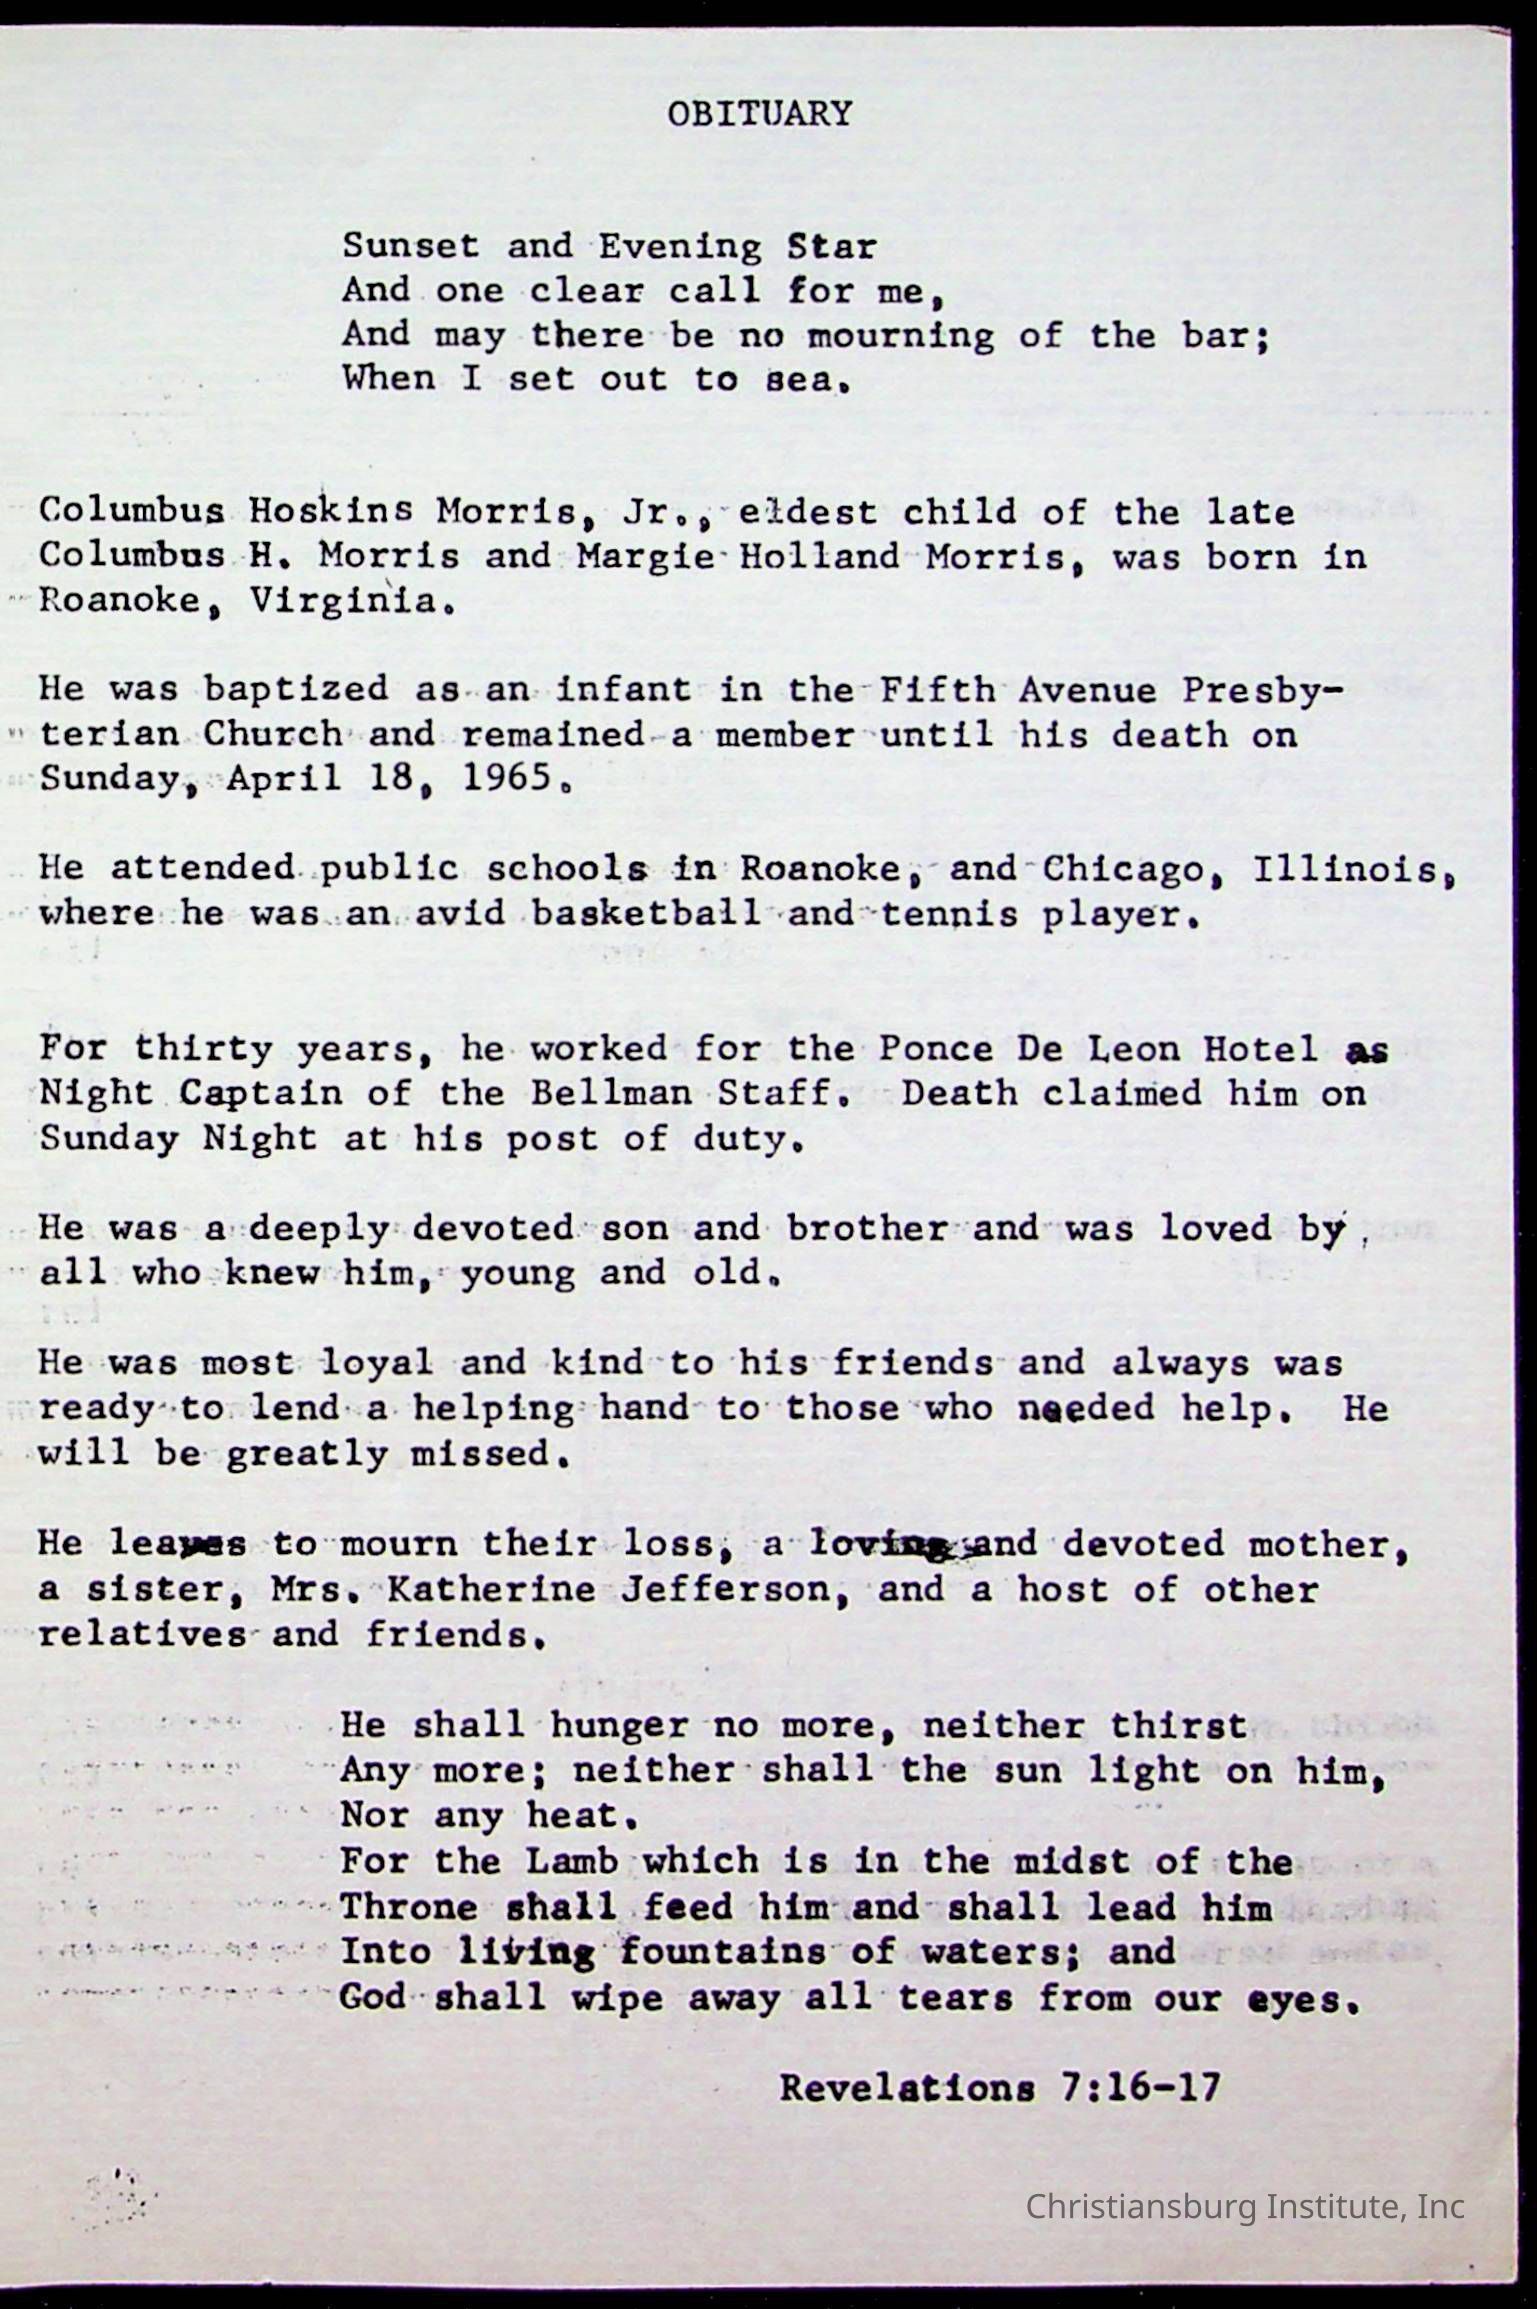 OBITUARY
Sunset and Evening Star
And one clear call for me,
And may there be no mourning of the bar;
When I set out to sea.
Columbus Hoskins Morris, Jr., eldest child of the late
Columbus H. Morris and Margie Holland Morris, was born in
Roanoke, Virginia.
He was baptized as an infant in the Fifth Avenue Presby-
terian Church and remained a member until his death on
Sunday, April 18, 1965.
He attended public schools in Roanoke, and Chicago, Illinois,
where he was an avid basketball and tennis player.
For thirty years, he worked for the Ponce De Leon Hotel as
Night Captain of the Bellman Staff. Death claimed him on
Sunday Night at his post of duty.
He was a deeply devoted son and brother and was loved by
all who knew him, young and old.
He was most loyal and kind to his friends and always was
ready to lend a helping hand to those who needed help. He
will be greatly missed.
He leaves to mourn their loss, a loving and devoted mother,
a sister, Mrs. Katherine Jefferson, and a host of other
relatives and friends.
He shall hunger no more, neither thirst
Any more; neither shall the sun light on him,
Nor any heat.
For the Lamb which is in the midst of the
Throne shall feed him and shall lead him
Into living fountains of waters; and
God shall wipe away all tears from our eyes.
Revelations 7:16-17
Christiansburg Institute, Inc